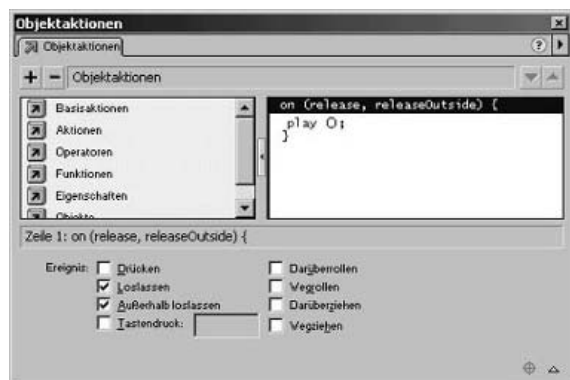 Objektaktionen
Objektaktionen
Objektaktionen
Basisaktionen
Aktionen
Operatoren
Funktionen
Eigenschaften
Objekte
on (release, releaseOutside) {
play ();
}
Zeile 1: on (release, releaseOutside) {
Ereignis:
Drücken
Loslassen
Außerhalb loslassen
Tastendruck:
Darüberrollen
Wegrollen
Darüberziehen
Wegziehen